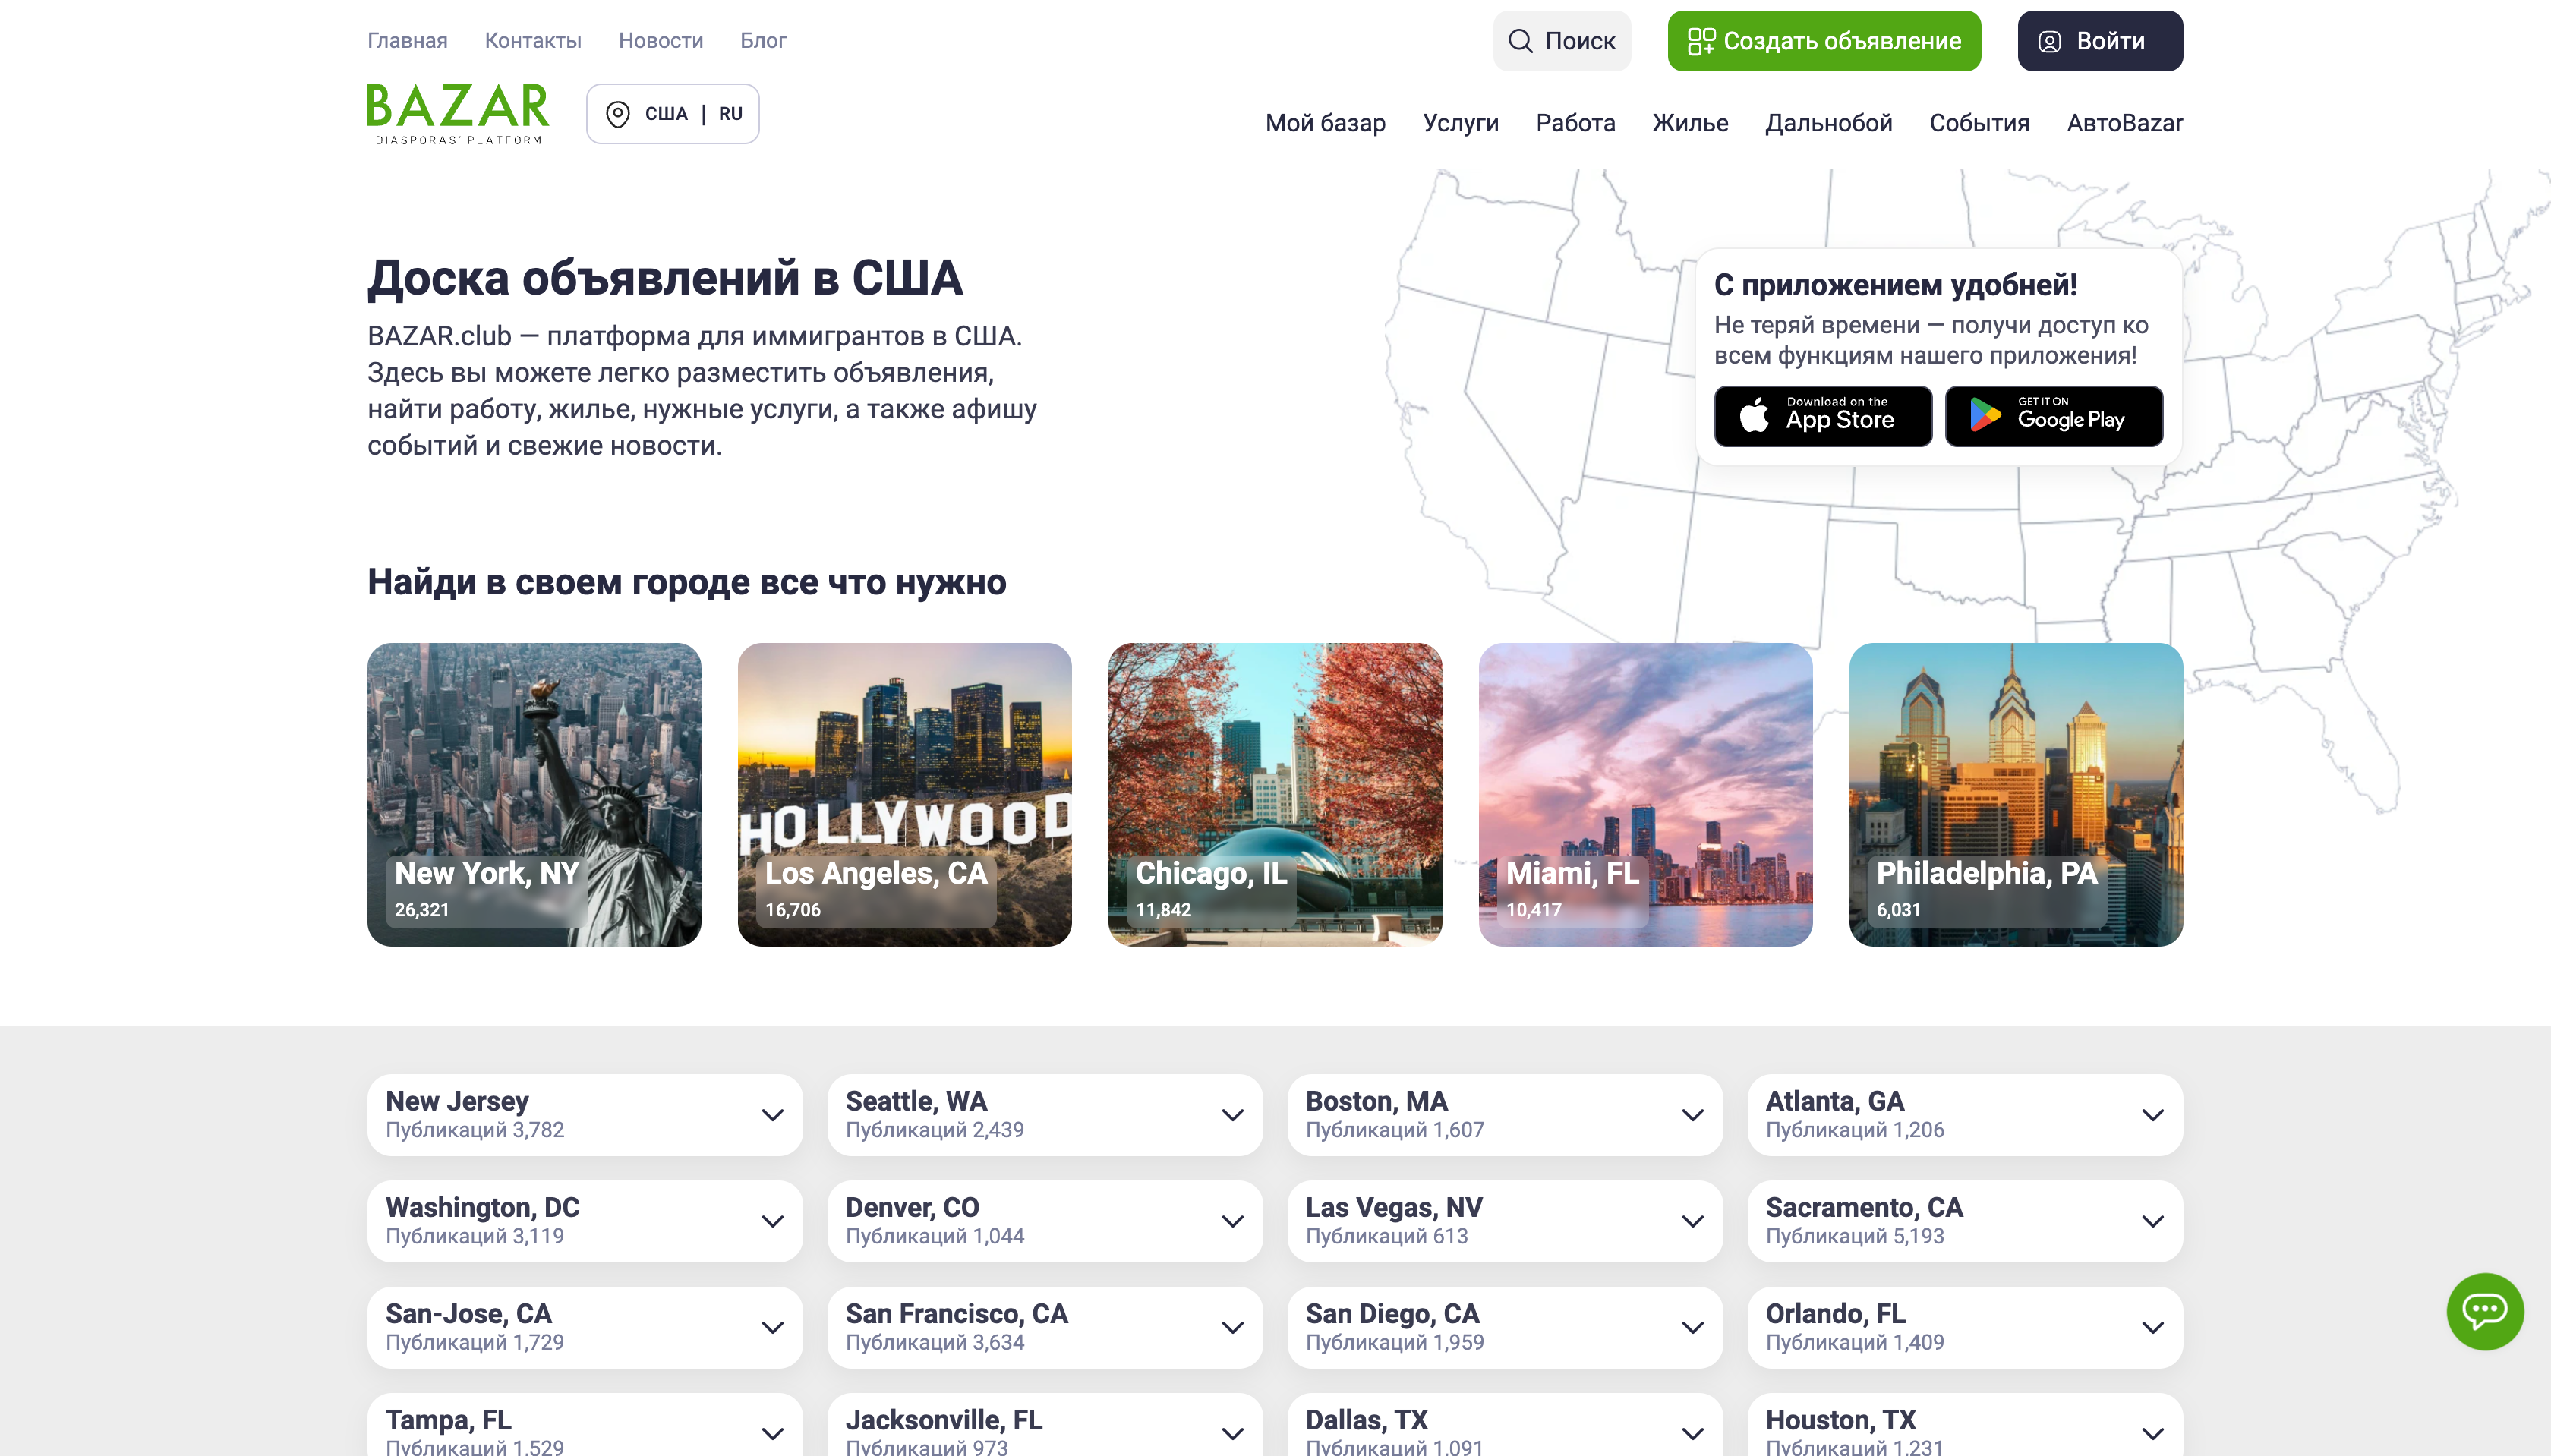 Главная Контакты Новости Блог
Поиск Создать объявление Войти
BAZAR
DIASPORAS' PLATFORM
США | RU
Мой базар Услуги Работа Жилье Дальнобой События АвтоBazar
Доска объявлений в США
BAZAR.club — платформа для иммигрантов в США.
Здесь вы можете легко разместить объявления,
найти работу, жилье, нужные услуги, а также афишу
событий и свежие новости.
С приложением удобней!
Не теряй времени — получи доступ ко
всем функциям нашего приложения!
Download on the
App Store
GET IT ON
Google Play
Найди в своем городе все что нужно
New York, NY
26,321
HOLLYWOOD
Los Angeles, CA
16,706
Chicago, IL
11,842
Miami, FL
10,417
Philadelphia, PA
6,031
New Jersey
Публикаций 3,782
Seattle, WA
Публикаций 2,439
Boston, MA
Публикаций 1,607
Atlanta, GA
Публикаций 1,206
Washington, DC
Публикаций 3,119
Denver, CO
Публикаций 1,044
Las Vegas, NV
Публикаций 613
Sacramento, CA
Публикаций 5,193
San-Jose, CA
Публикаций 1,729
San Francisco, CA
Публикаций 3,634
San Diego, CA
Публикаций 1,959
Orlando, FL
Публикаций 1,409
Tampa, FL
Публикаций 1,529
Jacksonville, FL
Публикаций 973
Dallas, TX
Публикаций 1,091
Houston, TX
Публикаций 1,231